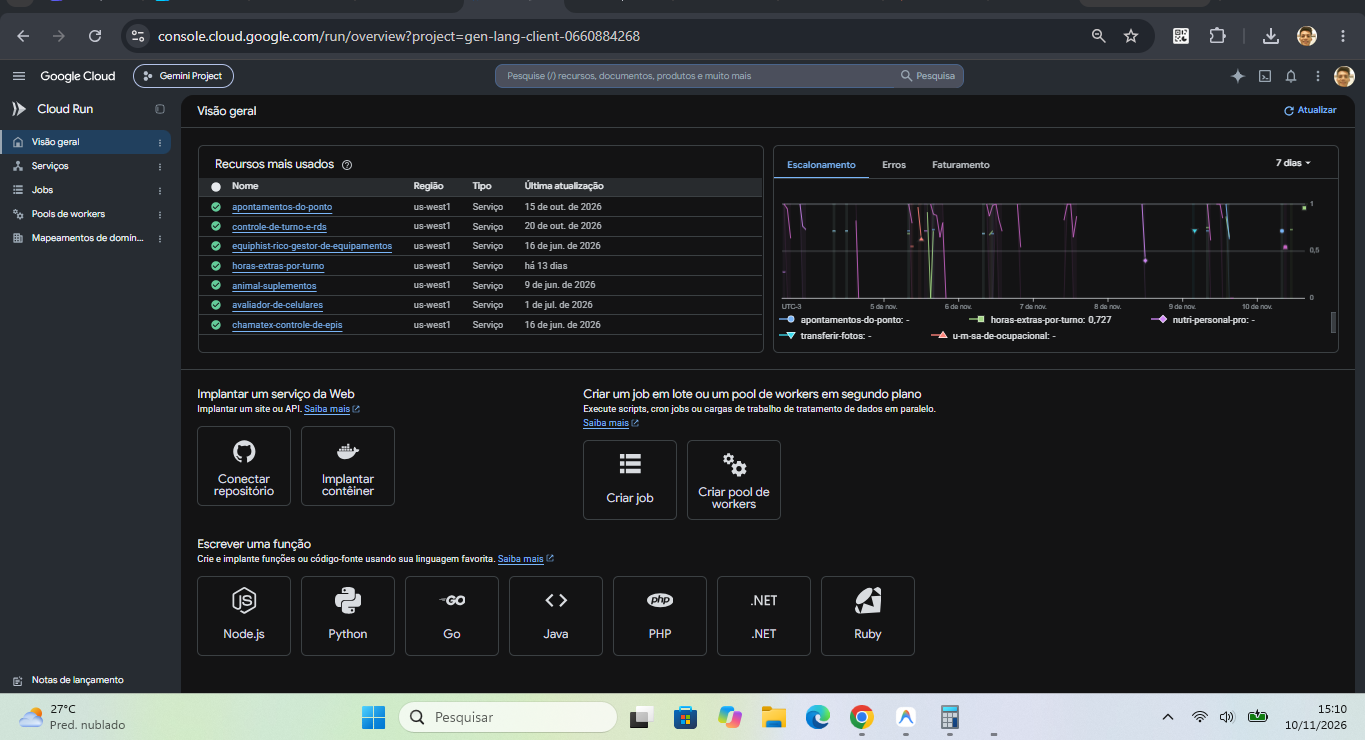 console.cloud.google.com/run/overview?project=gen-lang-client-0660884268
Google Cloud
Gemini Project
Pesquise (/) recursos, documentos, produtos e muito mais
Pesquisa
Cloud Run
Visão geral
Serviços
Jobs
Pools de workers
Mapeamentos de domín...
Notas de lançamento
Visão geral
Atualizar
Recursos mais usados
Nome Região Tipo Última atualização
apontamentos-do-ponto us-west1 Serviço 15 de out. de 2026
controle-de-turno-e-rds us-west1 Serviço 20 de out. de 2026
equiphist-rico-gestor-de-equipamentos us-west1 Serviço 16 de jun. de 2026
horas-extras-por-turno us-west1 Serviço há 13 dias
animal-suplementos us-west1 Serviço 9 de jun. de 2026
avaliador-de-celulares us-west1 Serviço 1 de jul. de 2026
chamatex-controle-de-epis us-west1 Serviço 16 de jun. de 2026
Escalonamento Erros Faturamento
7 dias
1
0,5
0
UTC-3 5 de nov. 6 de nov. 7 de nov. 8 de nov. 9 de nov. 10 de nov.
apontamentos-do-ponto: - horas-extras-por-turno: 0,727 nutri-personal-pro: -
transferir-fotos: - u-m-sa-de-ocupacional: -
Implantar um serviço da Web
Implantar um site ou API. Saiba mais
Conectar
repositório
Implantar
contêiner
Criar um job em lote ou um pool de workers em segundo plano
Execute scripts, cron jobs ou cargas de trabalho de tratamento de dados em paralelo.
Saiba mais
Criar job
Criar pool de
workers
Escrever uma função
Crie e implante funções ou código-fonte usando sua linguagem favorita. Saiba mais
JS
GO
php
.NET
Node.js
Python
Go
Java
PHP
.NET
Ruby
27°C
Pred. nublado
Pesquisar
15:10
10/11/2026